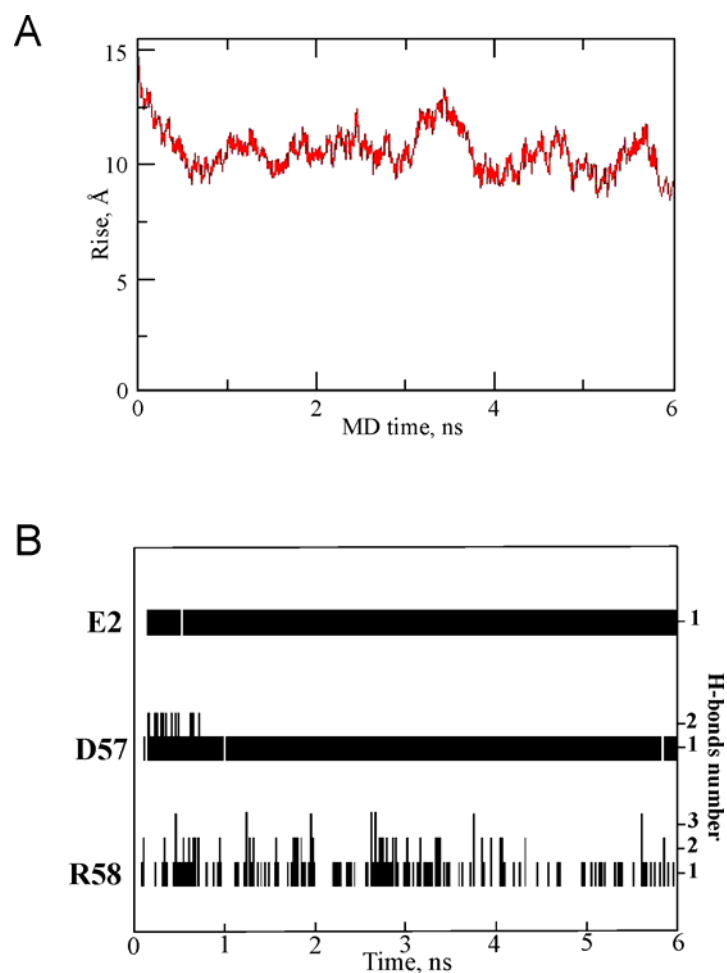 A
15
10
5
0
Rise, Å
0 2 4 6
MD time, ns
B
E2
D57
R58
1
2
1
3
2
1
H-bonds number
0 1 2 3 4 5 6
Time, ns